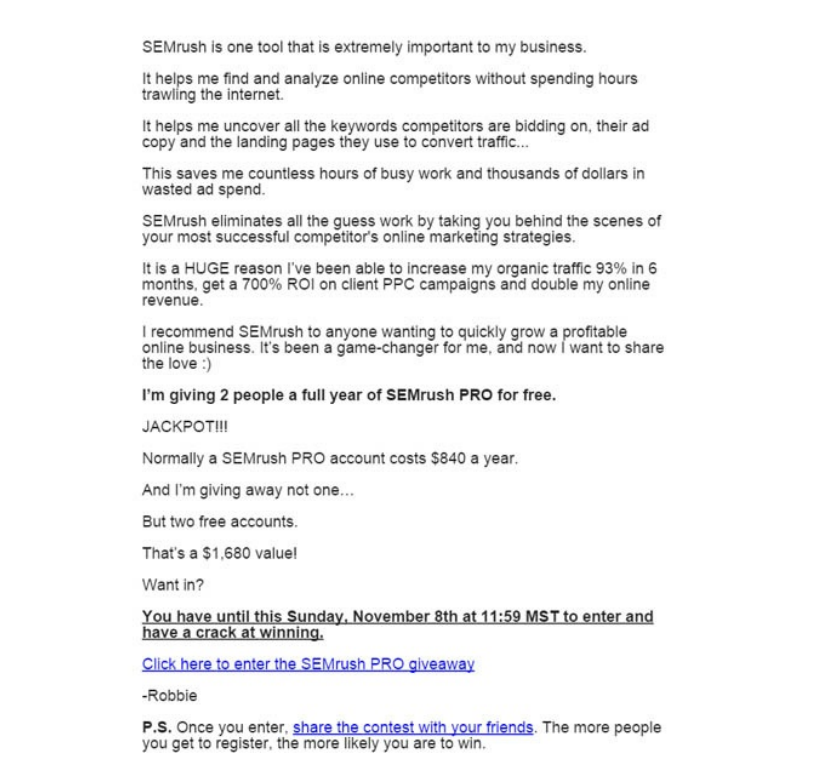 SEMrush is one tool that is extremely important to my business.
It helps me find and analyze online competitors without spending hours
trawling the internet.
It helps me uncover all the keywords competitors are bidding on, their ad
copy and the landing pages they use to convert traffic...
This saves me countless hours of busy work and thousands of dollars in
wasted ad spend.
SEMrush eliminates all the guess work by taking you behind the scenes of
your most successful competitor's online marketing strategies.
It is a HUGE reason I've been able to increase my organic traffic 93% in 6
months, get a 700% ROI on client PPC campaigns and double my online
revenue.
I recommend SEMrush to anyone wanting to quickly grow a profitable
online business. It's been a game-changer for me, and now I want to share
the love :)
I'm giving 2 people a full year of SEMrush PRO for free.
JACKPOT!!!
Normally a SEMrush PRO account costs $840 a year.
And I'm giving away not one…
But two free accounts.
That's a $1,680 value!
Want in?
You have until this Sunday, November 8th at 11:59 MST to enter and
have a crack at winning.
Click here to enter the SEMrush PRO giveaway
-Robbie
P.S. Once you enter, share the contest with your friends. The more people
you get to register, the more likely you are to win.